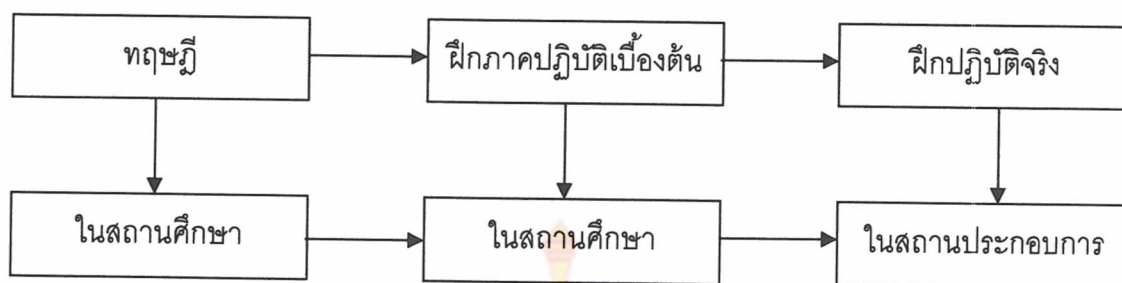 ทฤษฎี
ฝึกภาคปฏิบัติเบื้องต้น
ฝึกปฏิบัติจริง
ในสถานศึกษา
ในสถานศึกษา
ในสถานประกอบการ